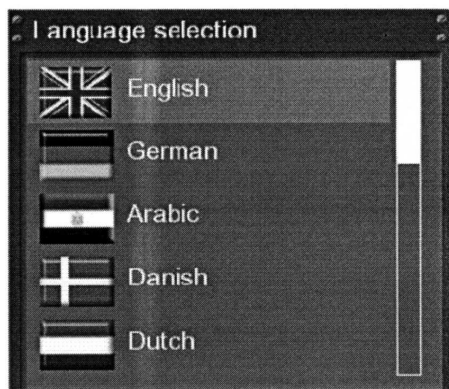 Language selection
English
German
Arabic
Danish
Dutch